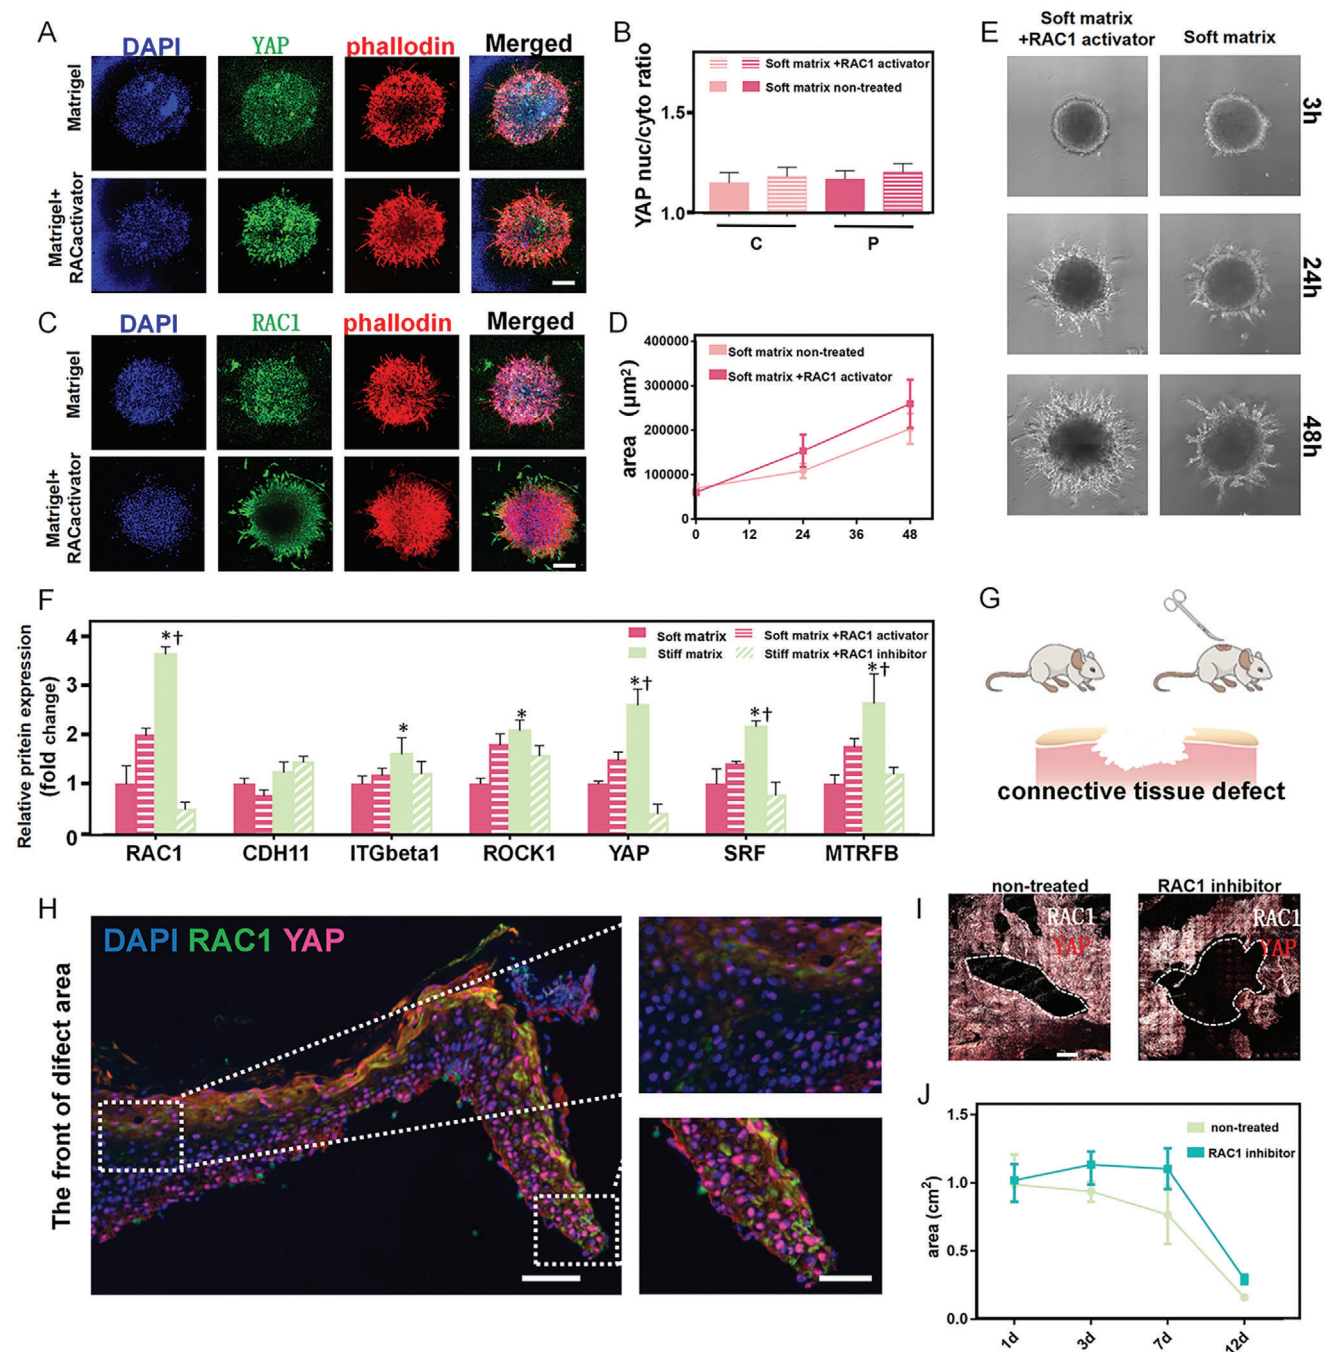 A
DAPI
YAP
phallodin
Merged
Matrigel
Matrigel+
RACactivator
B
YAP nuc/cyto ratio
1.5
1.0
Soft matrix +RAC1 activator
Soft matrix non-treated
C
P
E
Soft matrix
+RAC1 activator
Soft matrix
3h
24h
48h
C
DAPI
RAC1
phallodin
Merged
Matrigel
Matrigel+
RACactivator
D
area (μm²)
400000
300000
200000
100000
0
Soft matrix non-treated
Soft matrix +RAC1 activator
0
12
24
36
48
F
Relative pritein expression
(fold change)
4
3
2
1
0
Soft matrix
Soft matrix +RAC1 activator
Stiff matrix
Stiff matrix +RAC1 inhibitor
*†
*
*
*†
*†
*†
RAC1
CDH11
ITGbeta1
ROCK1
YAP
SRF
MTRFB
G
connective tissue defect
H
The front of difect area
DAPI RAC1 YAP
I
non-treated
RAC1 inhibitor
RAC1
YAP
RAC1
YAP
J
area (cm²)
1.5
1.0
0.5
0.0
non-treated
RAC1 inhibitor
1d
3d
7d
12d